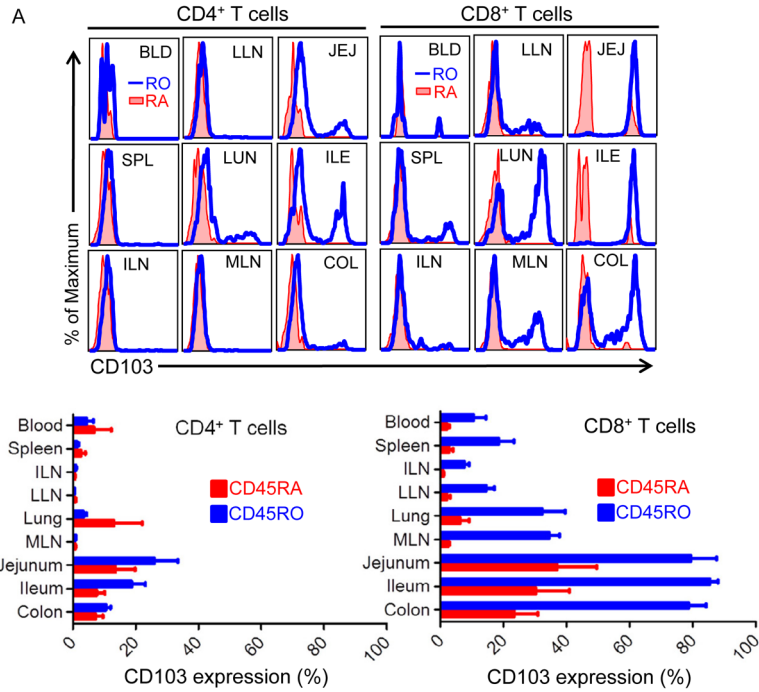 A
CD4+ T cells
CD8+ T cells
BLD
RO
RA
LLN
JEJ
BLD
RO
RA
LLN
JEJ
SPL
LUN
ILE
SPL
LUN
ILE
ILN
MLN
COL
ILN
MLN
COL
% of Maximum
CD103
Blood
Spleen
ILN
LLN
Lung
MLN
Jejunum
Ileum
Colon
CD4+ T cells
CD45RA
CD45RO
0
20
40
60
80
100
CD103 expression (%)
Blood
Spleen
ILN
LLN
Lung
MLN
Jejunum
Ileum
Colon
CD8+ T cells
CD45RA
CD45RO
0
20
40
60
80
100
CD103 expression (%)